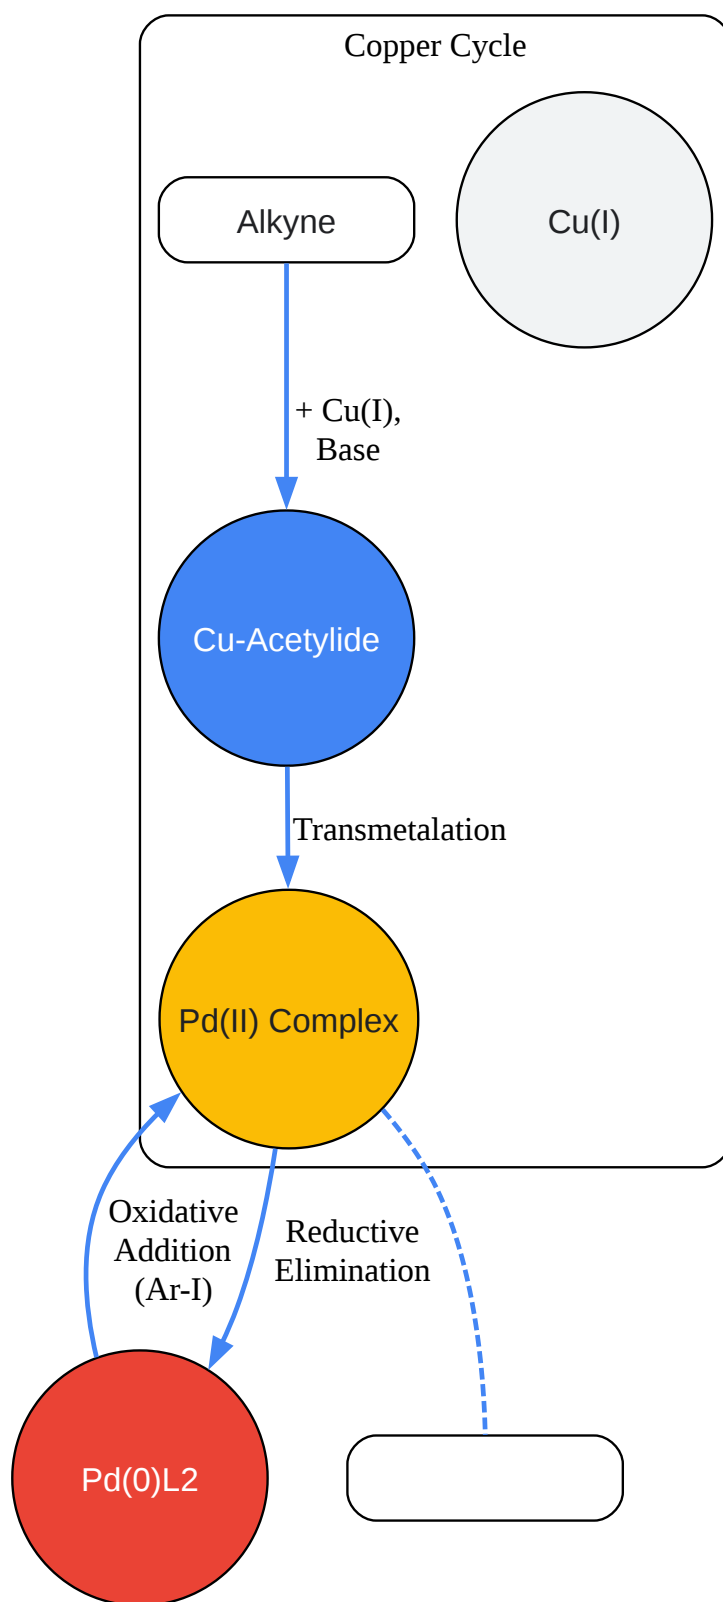 Copper Cycle
Alkyne
Cu(I)
+ Cu(I),
Base
Cu-Acetylide
Transmetalation
Pd(II) Complex
Oxidative
Addition
(Ar-I)
Reductive
Elimination
Pd(0)L2